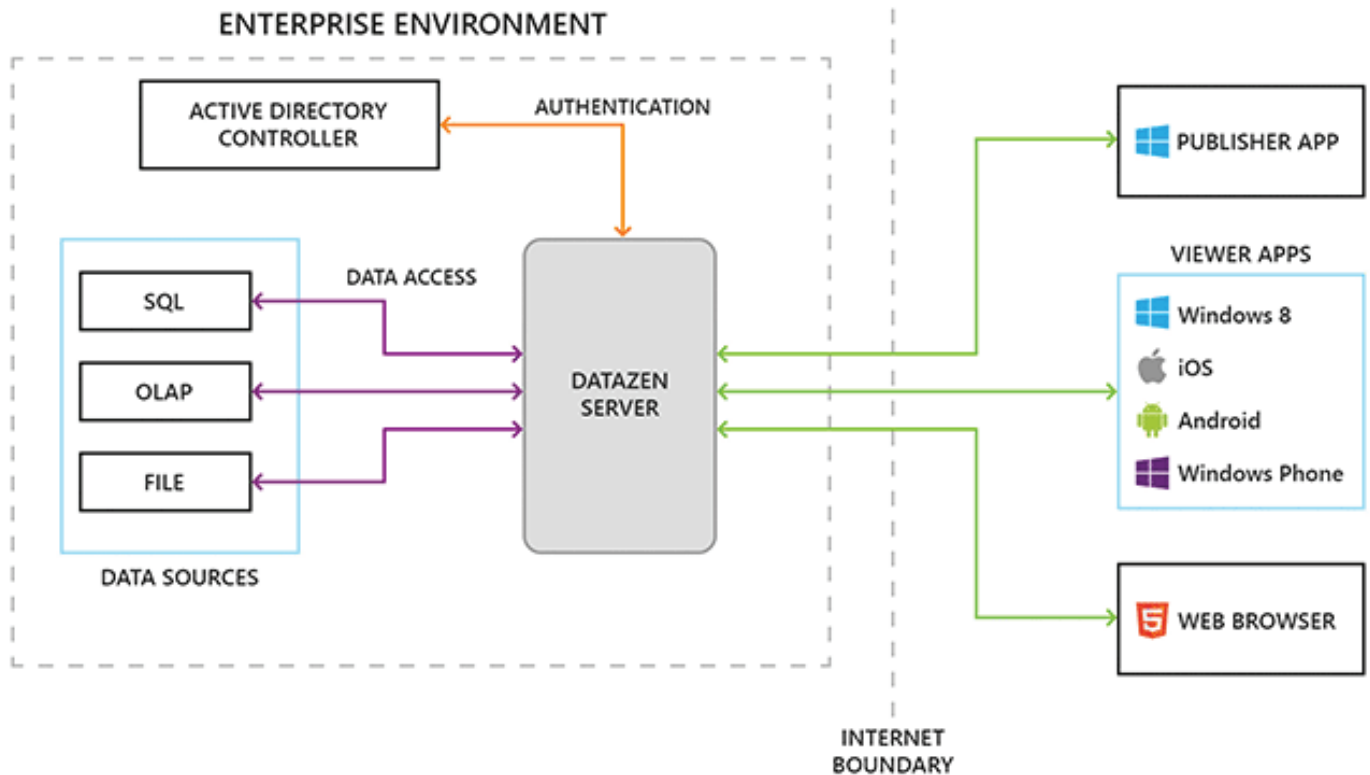 ENTERPRISE ENVIRONMENT
ACTIVE DIRECTORY
CONTROLLER
AUTHENTICATION
SQL
OLAP
FILE
DATA SOURCES
DATA ACCESS
DATAZEN
SERVER
PUBLISHER APP
VIEWER APPS
Windows 8
iOS
Android
Windows Phone
5
WEB BROWSER
INTERNET
BOUNDARY